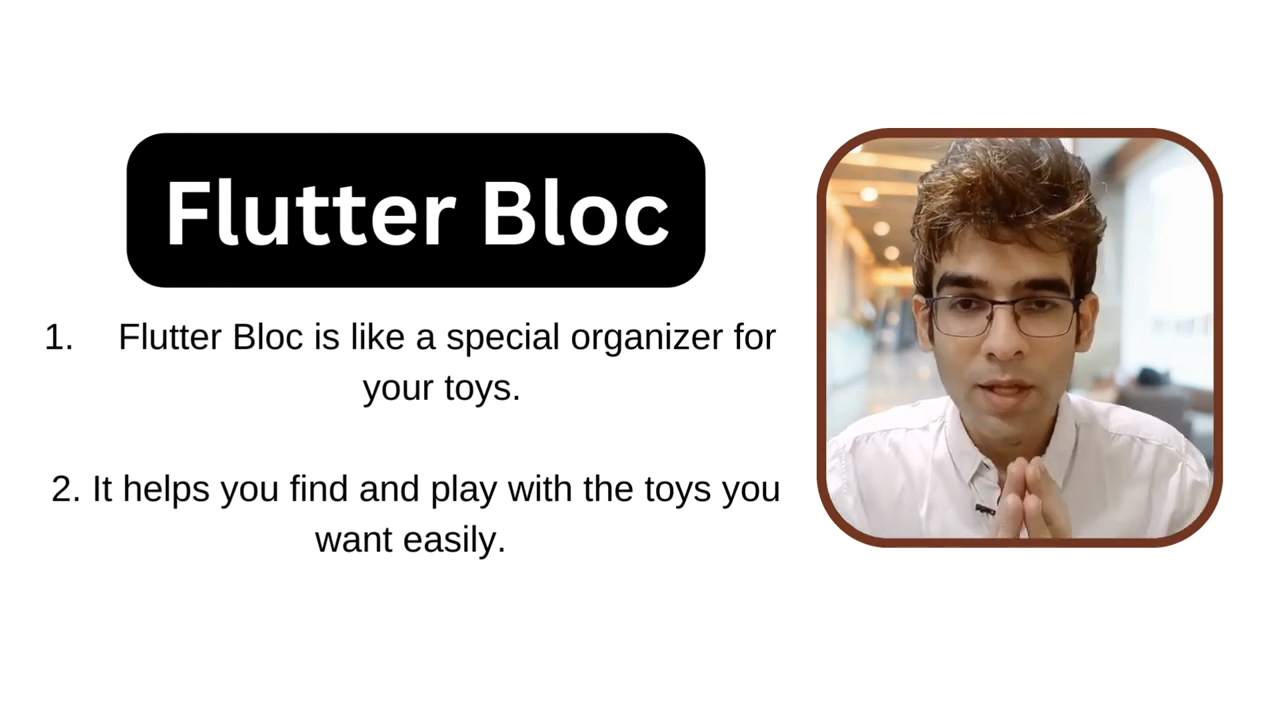 Flutter Bloc
1. Flutter Bloc is like a special organizer for
your toys.
2. It helps you find and play with the toys you
want easily.